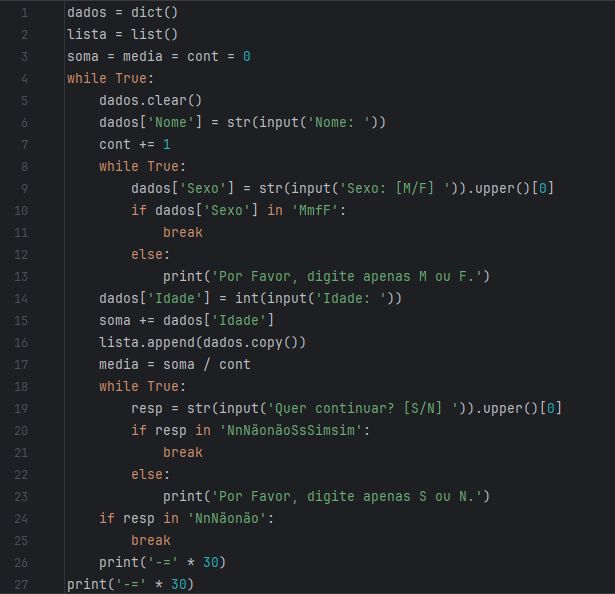 1 dados = dict()
2 lista = list()
3 soma = media = cont = 0
4 while True:
5     dados.clear()
6     dados['Nome'] = str(input('Nome: '))
7     cont += 1
8     while True:
9         dados['Sexo'] = str(input('Sexo: [M/F] ')).upper()[0]
10         if dados['Sexo'] in 'MmfF':
11             break
12         else:
13             print('Por Favor, digite apenas M ou F.')
14     dados['Idade'] = int(input('Idade: '))
15     soma += dados['Idade']
16     lista.append(dados.copy())
17     media = soma / cont
18     while True:
19         resp = str(input('Quer continuar? [S/N] ')).upper()[0]
20         if resp in 'NnNãonãoSsSimsim':
21             break
22         else:
23             print('Por Favor, digite apenas S ou N.')
24     if resp in 'NnNãonão':
25         break
26     print('-=' * 30)
27 print('-=' * 30)